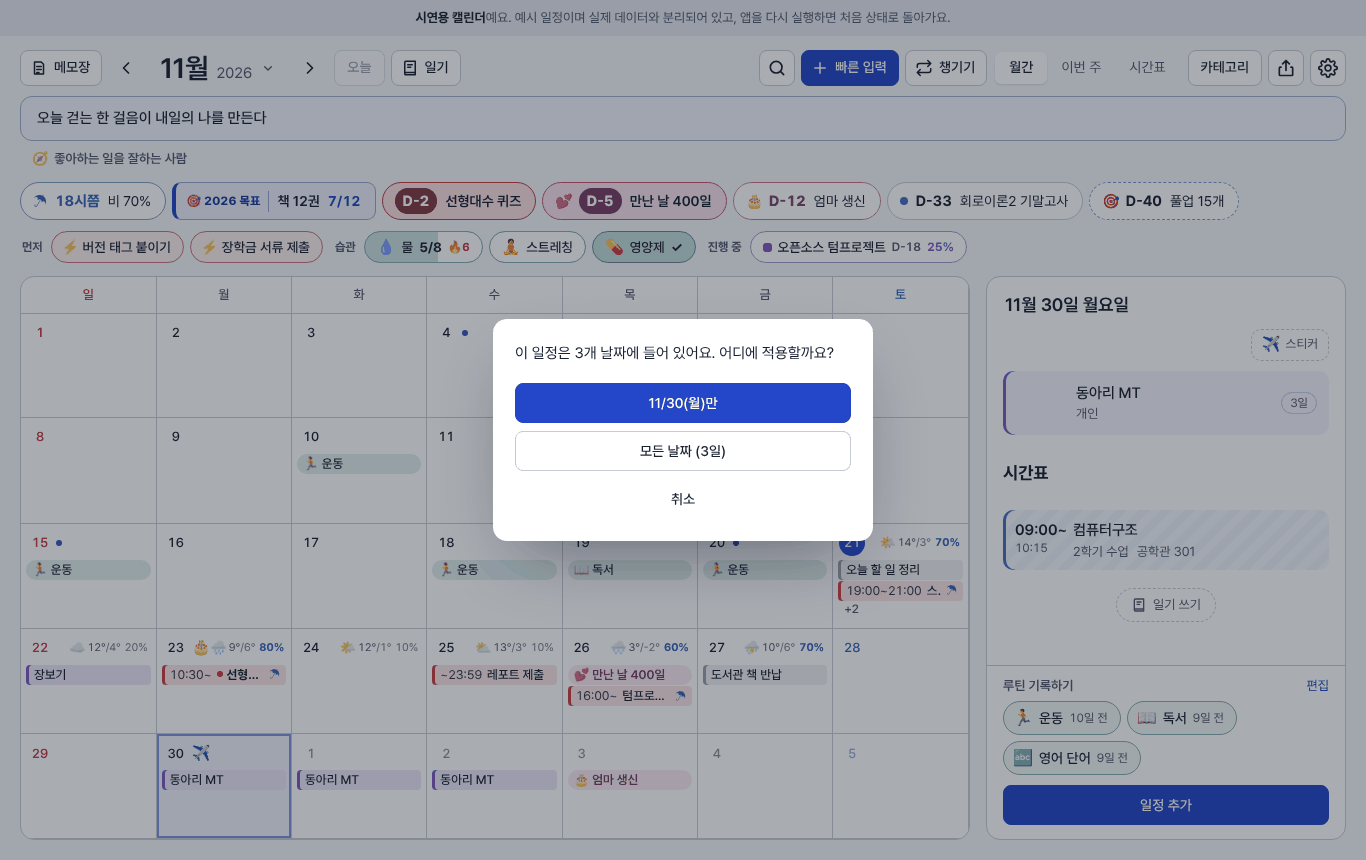 시연용 캘린더예요. 예시 일정이며 실제 데이터와 분리되어 있고, 앱을 다시 실행하면 처음 상태로 돌아가요.
메모장
11월 2026
오늘
일기
빠른 입력
챙기기
월간
이번 주
시간표
카테고리
오늘 걷는 한 걸음이 내일의 나를 만든다
🧭 좋아하는 일을 잘하는 사람
18시쯤 비 70%
2026 목표 책 12권 7/12
D-2 선형대수 퀴즈
D-5 만난 날 400일
D-12 엄마 생신
D-33 회로이론2 기말고사
D-40 풀업 15개
먼저
버전 태그 붙이기
장학금 서류 제출
습관
물 5/8 🔥6
스트레칭
영양제 ✓
진행 중
오픈소스 텀프로젝트 D-18 25%
일 월 화 수 목 금 토
1 2 3 4
8 9 10 11
🏃 운동
15 16 17 18 19 20 21 14°/3° 70%
🏃 운동
🏃 운동
📖 독서
🏃 운동
오늘 할 일 정리
19:00~21:00 스.
+2
22 12°/4° 20%
장보기
23 9°/6° 80%
10:30~ 선형...
24 12°/1° 10%
25 13°/3° 10%
~23:59 레포트 제출
26 3°/-2° 60%
💕 만난 날 400일
16:00~ 텀프로...
27 10°/6° 70%
도서관 책 반납
28
29 30 1 2 3 4 5
동아리 MT
동아리 MT
동아리 MT
🎂 엄마 생신
이 일정은 3개 날짜에 들어 있어요. 어디에 적용할까요?
11/30(월)만
모든 날짜 (3일)
취소
11월 30일 월요일
스티커
동아리 MT
개인
3일
시간표
09:00~ 컴퓨터구조
10:15 2학기 수업 공학관 301
일기 쓰기
루틴 기록하기 편집
🏃 운동 10일 전
📖 독서 9일 전
🔤 영어 단어 9일 전
일정 추가